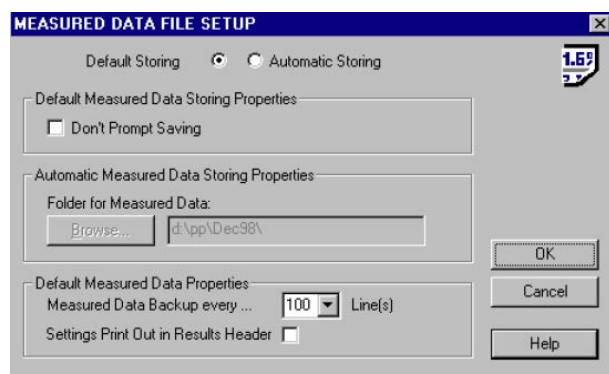 MEASURED DATA FILE SETUP
Default Storing Automatic Storing
Default Measured Data Storing Properties
Don't Prompt Saving
Automatic Measured Data Storing Properties
Folder for Measured Data:
Browse... d:\pp\Dec98\
Default Measured Data Properties
Measured Data Backup every ... 100 Line(s)
Settings Print Out in Results Header
OK
Cancel
Help